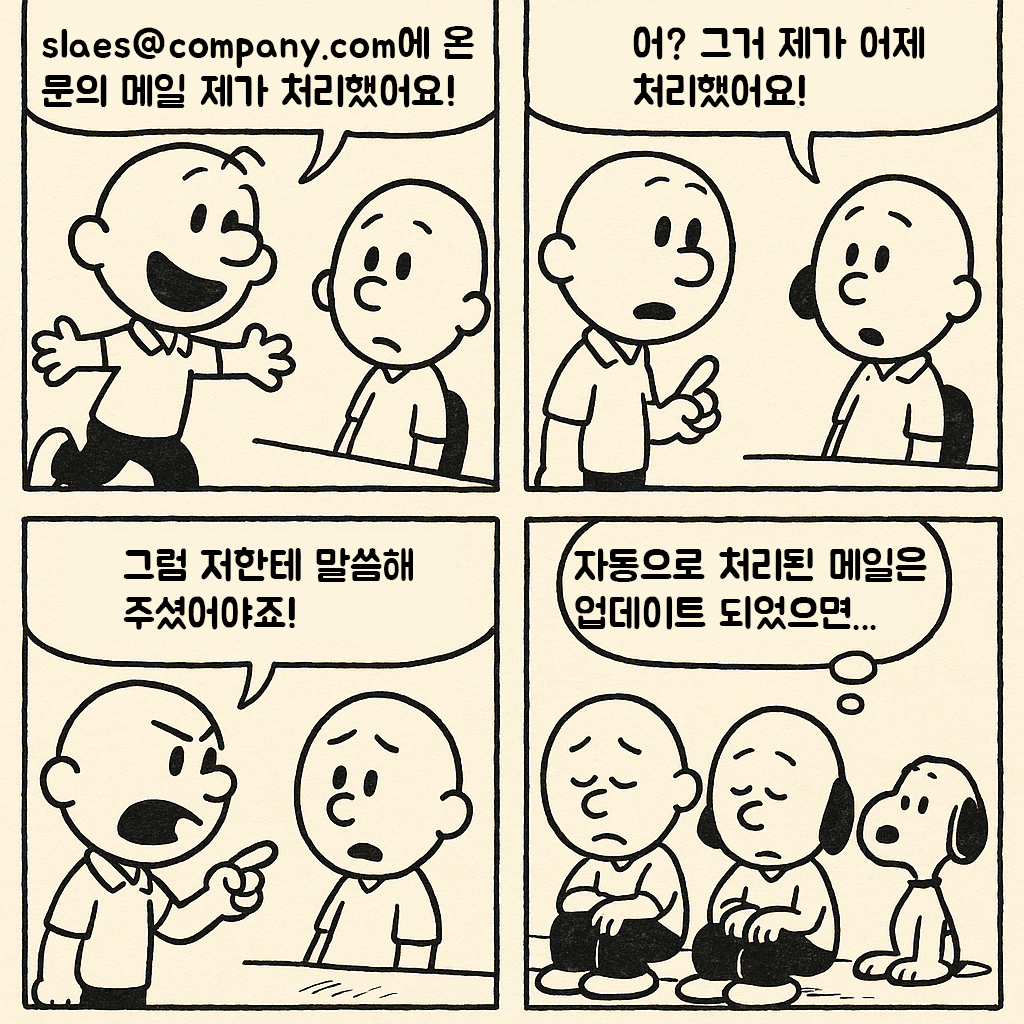 slaes@company.com에 온
문의 메일 제가 처리했어요!
어? 그거 제가 어제
처리했어요!
그럼 저한테 말씀해
주셨어야죠!
자동으로 처리된 메일은
업데이트 되었으면...